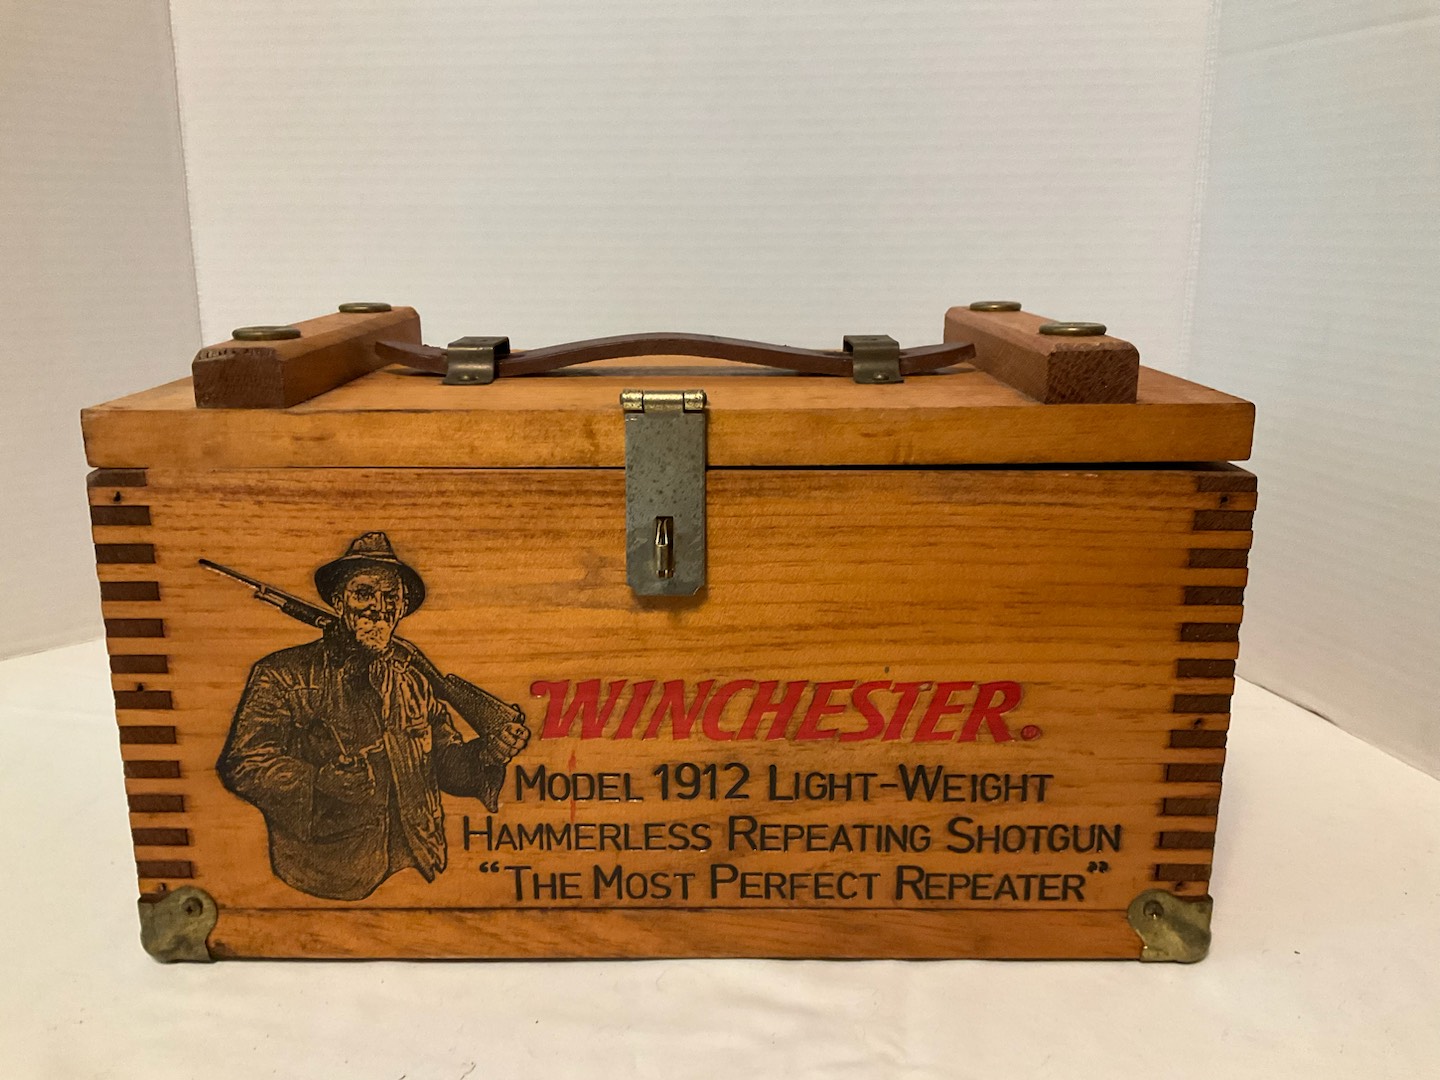 WINCHESTER®
MODEL 1912 LIGHT-WEIGHT
HAMMERLESS REPEATING SHOTGUN
“THE MOST PERFECT REPEATER”